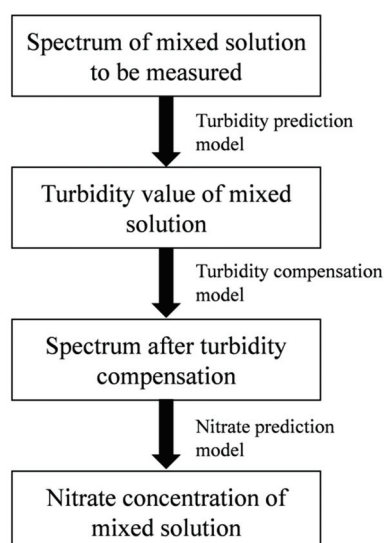 Spectrum of mixed solution
to be measured
Turbidity prediction
model
Turbidity value of mixed
solution
Turbidity compensation
model
Spectrum after turbidity
compensation
Nitrate prediction
model
Nitrate concentration of
mixed solution